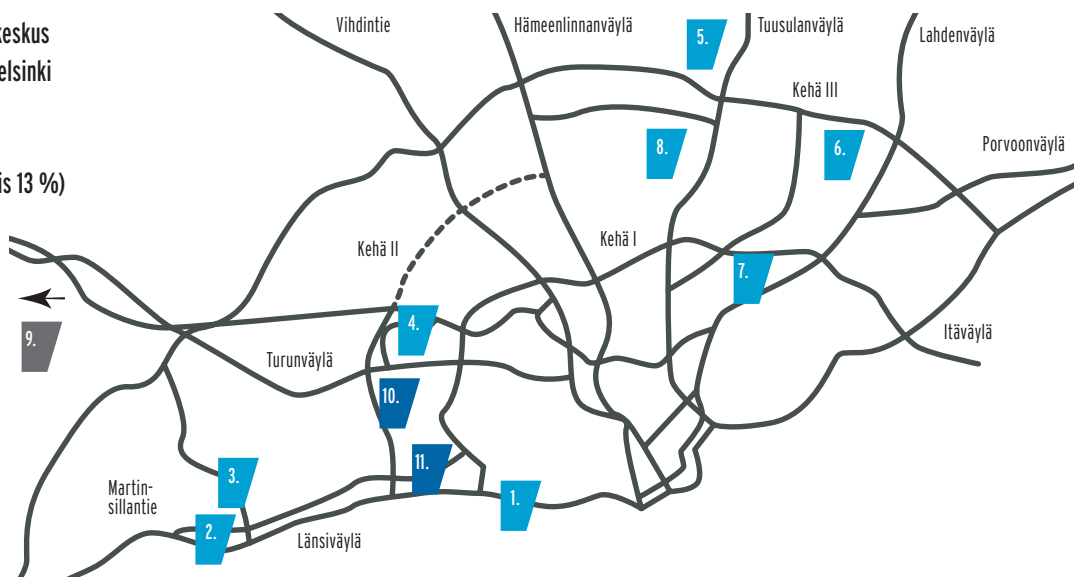 keskus
elsinki
is 13 %)
Vihdintie
Hämeenlinnanväylä
5.
Tuusulanväylä
Lahdenväylä
Kehä III
8.
6.
Porvoonväylä
Kehä II
Kehä I
7.
9.
4.
Itäväylä
Turunväylä
10.
11.
3.
1.
Martin-
sillantie
2.
Länsiväylä